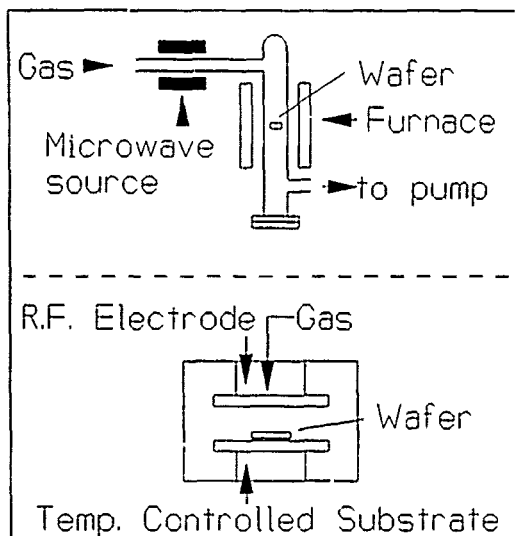 Gas
Wafer
Furnace
Microwave
source
to pump
R.F. Electrode
Gas
Wafer
Temp. Controlled Substrate